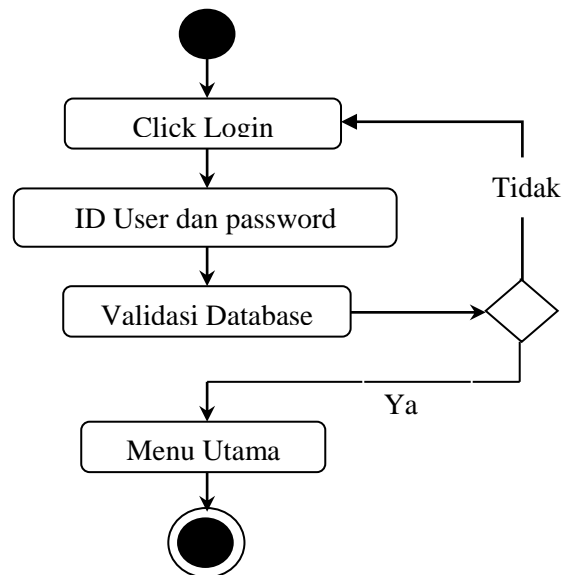 Click Login
Tidak
ID User dan password
Validasi Database
Ya
Menu Utama